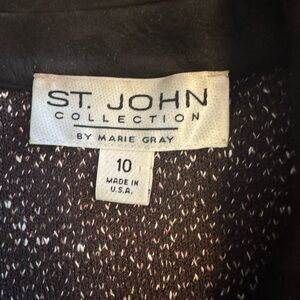 ST. JOHN
COLLECTION
BY MARIE GRAY
10
MADE IN
U.S.A.